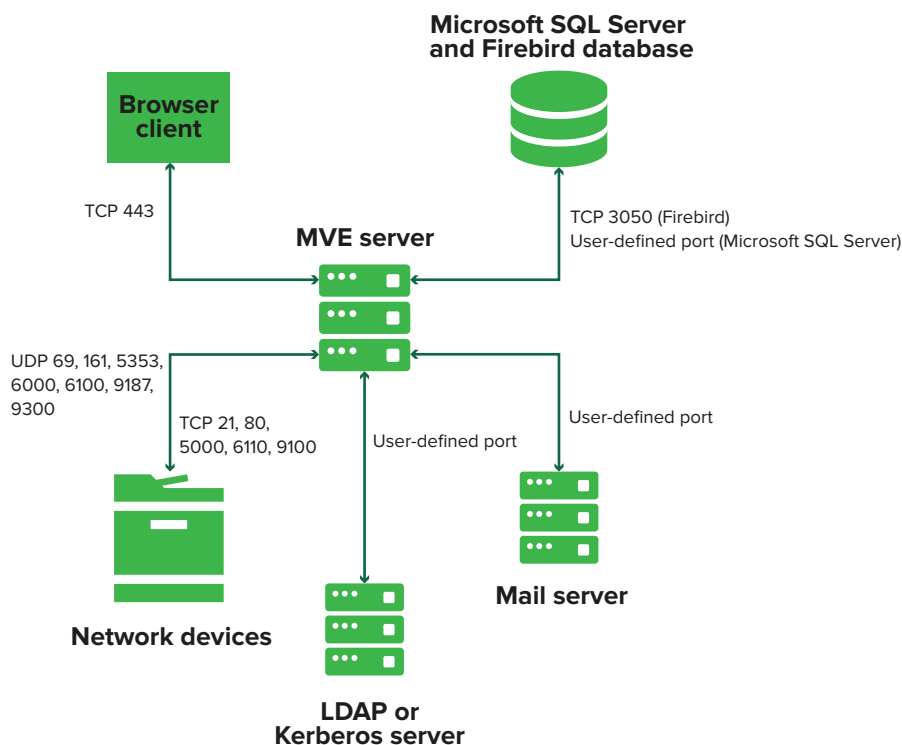 Microsoft SQL Server
and Firebird database
Browser
client
TCP 443
TCP 3050 (Firebird)
User-defined port (Microsoft SQL Server)
MVE server
UDP 69, 161, 5353,
6000, 6100, 9187,
9300
TCP 21, 80,
5000, 6110, 9100
User-defined port
User-defined port
Network devices
Mail server
LDAP or
Kerberos server